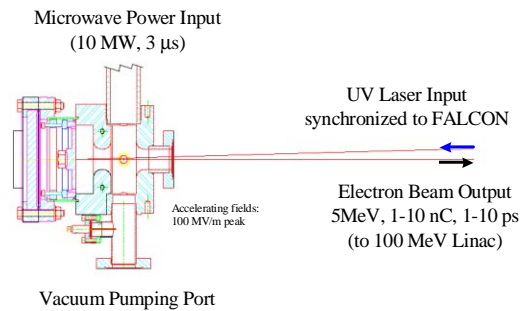 Microwave Power Input
(10 MW, 3 μs)
UV Laser Input
synchronized to FALCON
Accelerating fields:
100 MV/m peak
Electron Beam Output
5MeV, 1-10 nC, 1-10 ps
(to 100 MeV Linac)
Vacuum Pumping Port